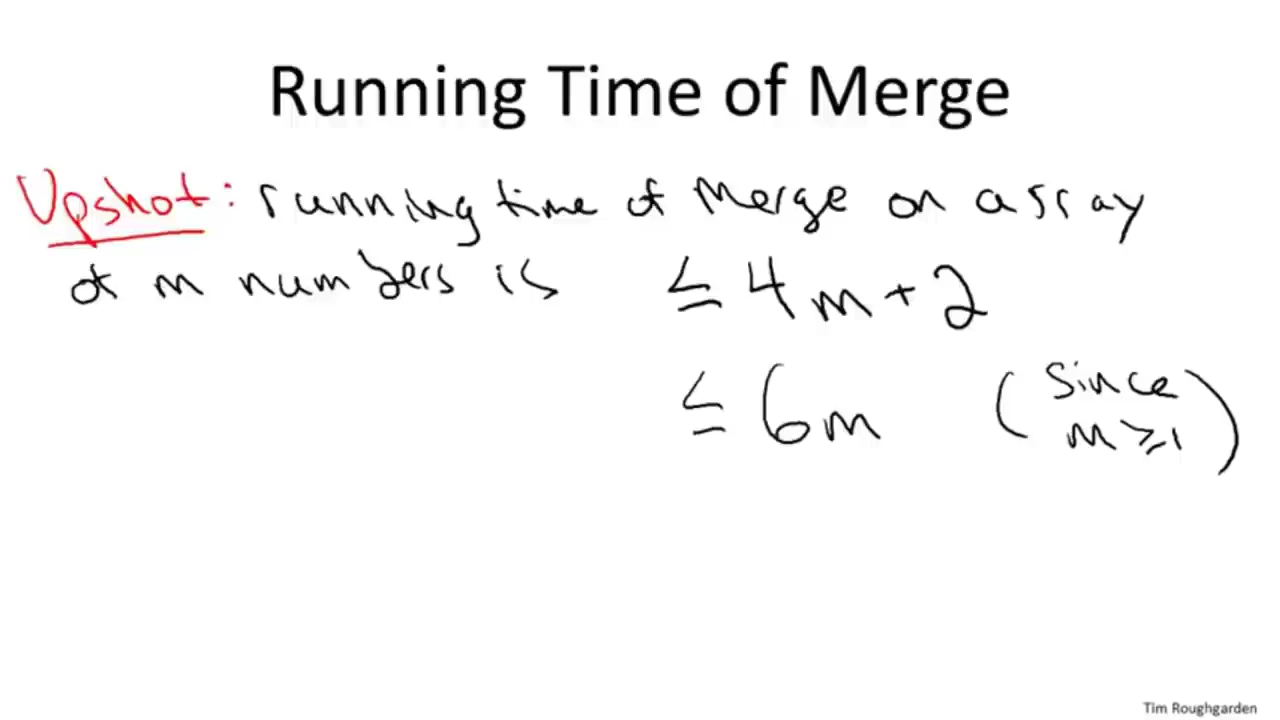 Running Time of Merge
Upshot: running time of Merge on array
of m numbers is ≤ 4m + 2
≤ 6m (since
m ≥ 1)
Tim Roughgarden